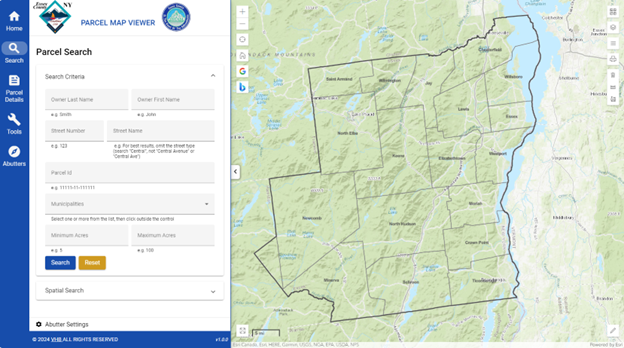 Essex County
NY
PARCEL MAP VIEWER
Home
Search
Parcel
Details
Tools
Abutters
Parcel Search
Search Criteria
Owner Last Name
Owner First Name
e.g. Smith
e.g. John
Street Number
Street Name
e.g. 123
e.g. For best results, omit the street type
(search "Central", not "Central Avenue" or
"Central Ave")
Parcel Id
e.g. 11111-11-111111
Municipalities
Select one or more from the list, then click outside the control
Minimum Acres
Maximum Acres
e.g. 5
e.g. 100
Search
Reset
Spatial Search
Abutter Settings
© 2024 VHB ALL RIGHTS RESERVED
v1.0.0
MOUNTAINS
Chesterfield
Saint Armand
Wilmington
Jay
Willsboro
Lewis
Essex
North Elba
Keene
Elizabethtown
Westport
Moriah
Newcomb
North Hudson
Crown Point
Minerva
Schroon
Ticonderoga
5 mi
Esri Canada, Esri, HERE, Garmin, USGS, NGA, EPA, USDA, NPS
Powered by Esri